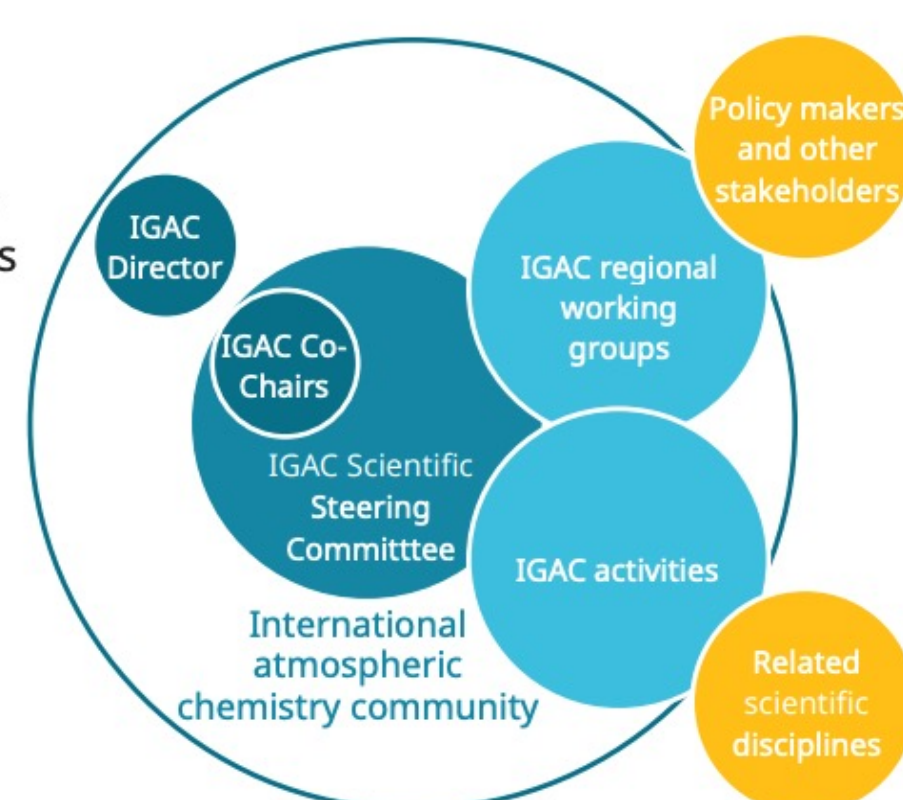 Policy makers
and other
stakeholders
IGAC
Director
s
IGAC regional
working
groups
IGAC Co-
Chairs
IGAC Scientific
Steering
Committtee
IGAC activities
International
atmospheric
chemistry community
Related
scientific
disciplines